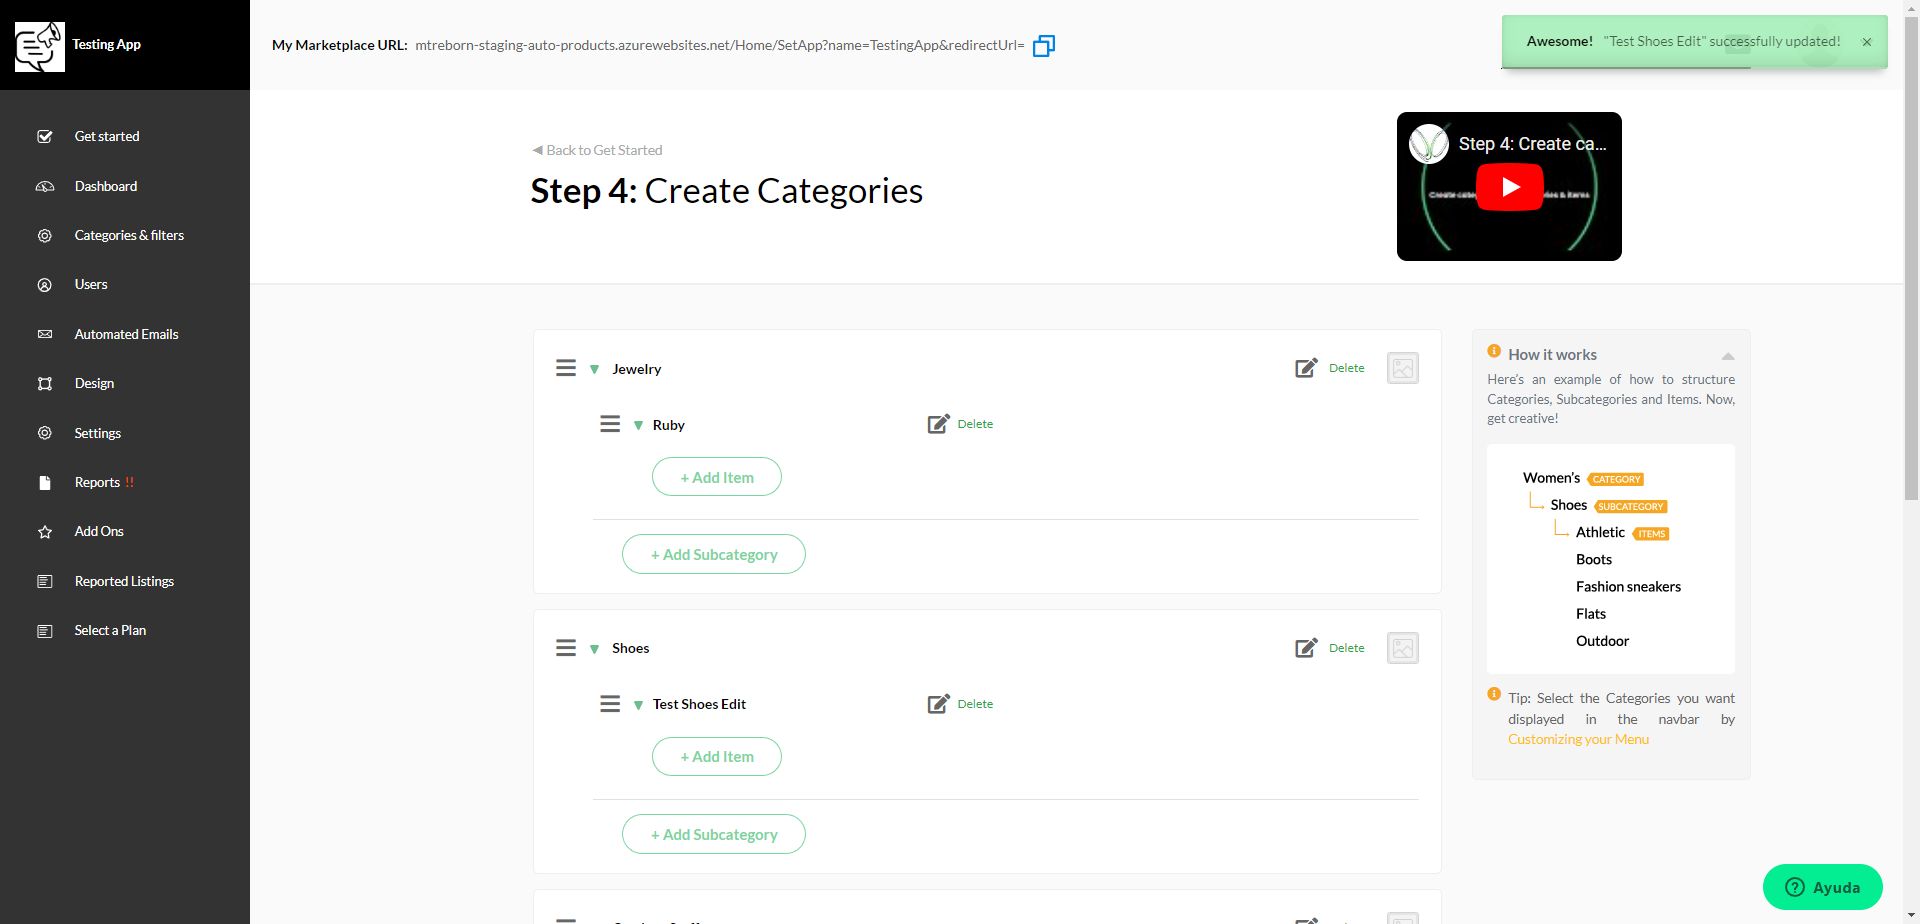 Testing App
My Marketplace URL: mtreborn-staging-auto-products.azurewebsites.net/Home/SetApp?name=TestingApp&redirectUrl=
Awesome! "Test Shoes Edit" successfully updated! ×
Get started
Dashboard
Categories & filters
Users
Automated Emails
Design
Settings
Reports !!
Add Ons
Reported Listings
Select a Plan
◀ Back to Get Started
Step 4: Create Categories
Step 4: Create ca...
Jewelry
Delete
Ruby
Delete
+ Add Item
+ Add Subcategory
Shoes
Delete
Test Shoes Edit
Delete
+ Add Item
+ Add Subcategory
How it works
Here's an example of how to structure
Categories, Subcategories and Items. Now,
get creative!
Women's CATEGORY
Shoes SUBCATEGORY
Athletic ITEMS
Boots
Fashion sneakers
Flats
Outdoor
Tip: Select the Categories you want
displayed in the navbar by
Customizing your Menu
Ayuda